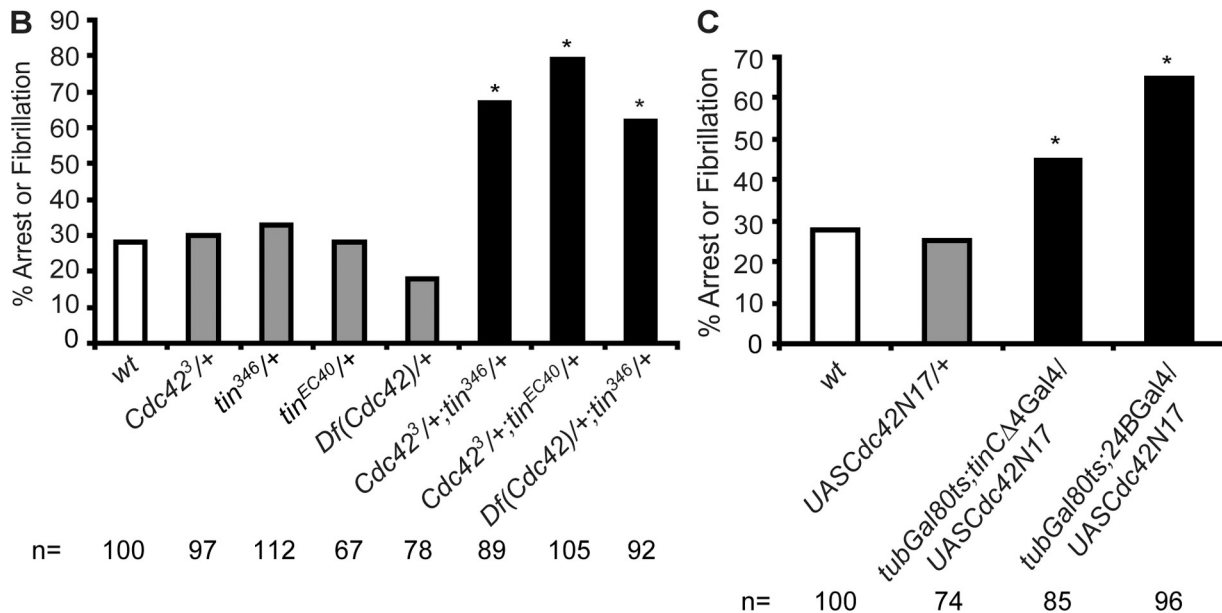 B
% Arrest or Fibrillation
90
80
70
60
50
40
30
20
10
0
*
*
*
wt
Cdc42³/+
tin³⁴⁶/+
tinᴱᶜ⁴⁰/+
Df(Cdc42)/+
Cdc42³/+;tin³⁴⁶/+
Cdc42³/+;tinᴱᶜ⁴⁰/+
Df(Cdc42)/+;tin³⁴⁶/+
n= 100 97 112 67 78 89 105 92
C
% Arrest or Fibrillation
70
60
50
40
30
20
10
0
*
*
wt
UASCdc42N17/+
tubGal80ts;tinCΔ4Gal4/
UASCdc42N17
tubGal80ts;24BGal4/
UASCdc42N17
n= 100 74 85 96